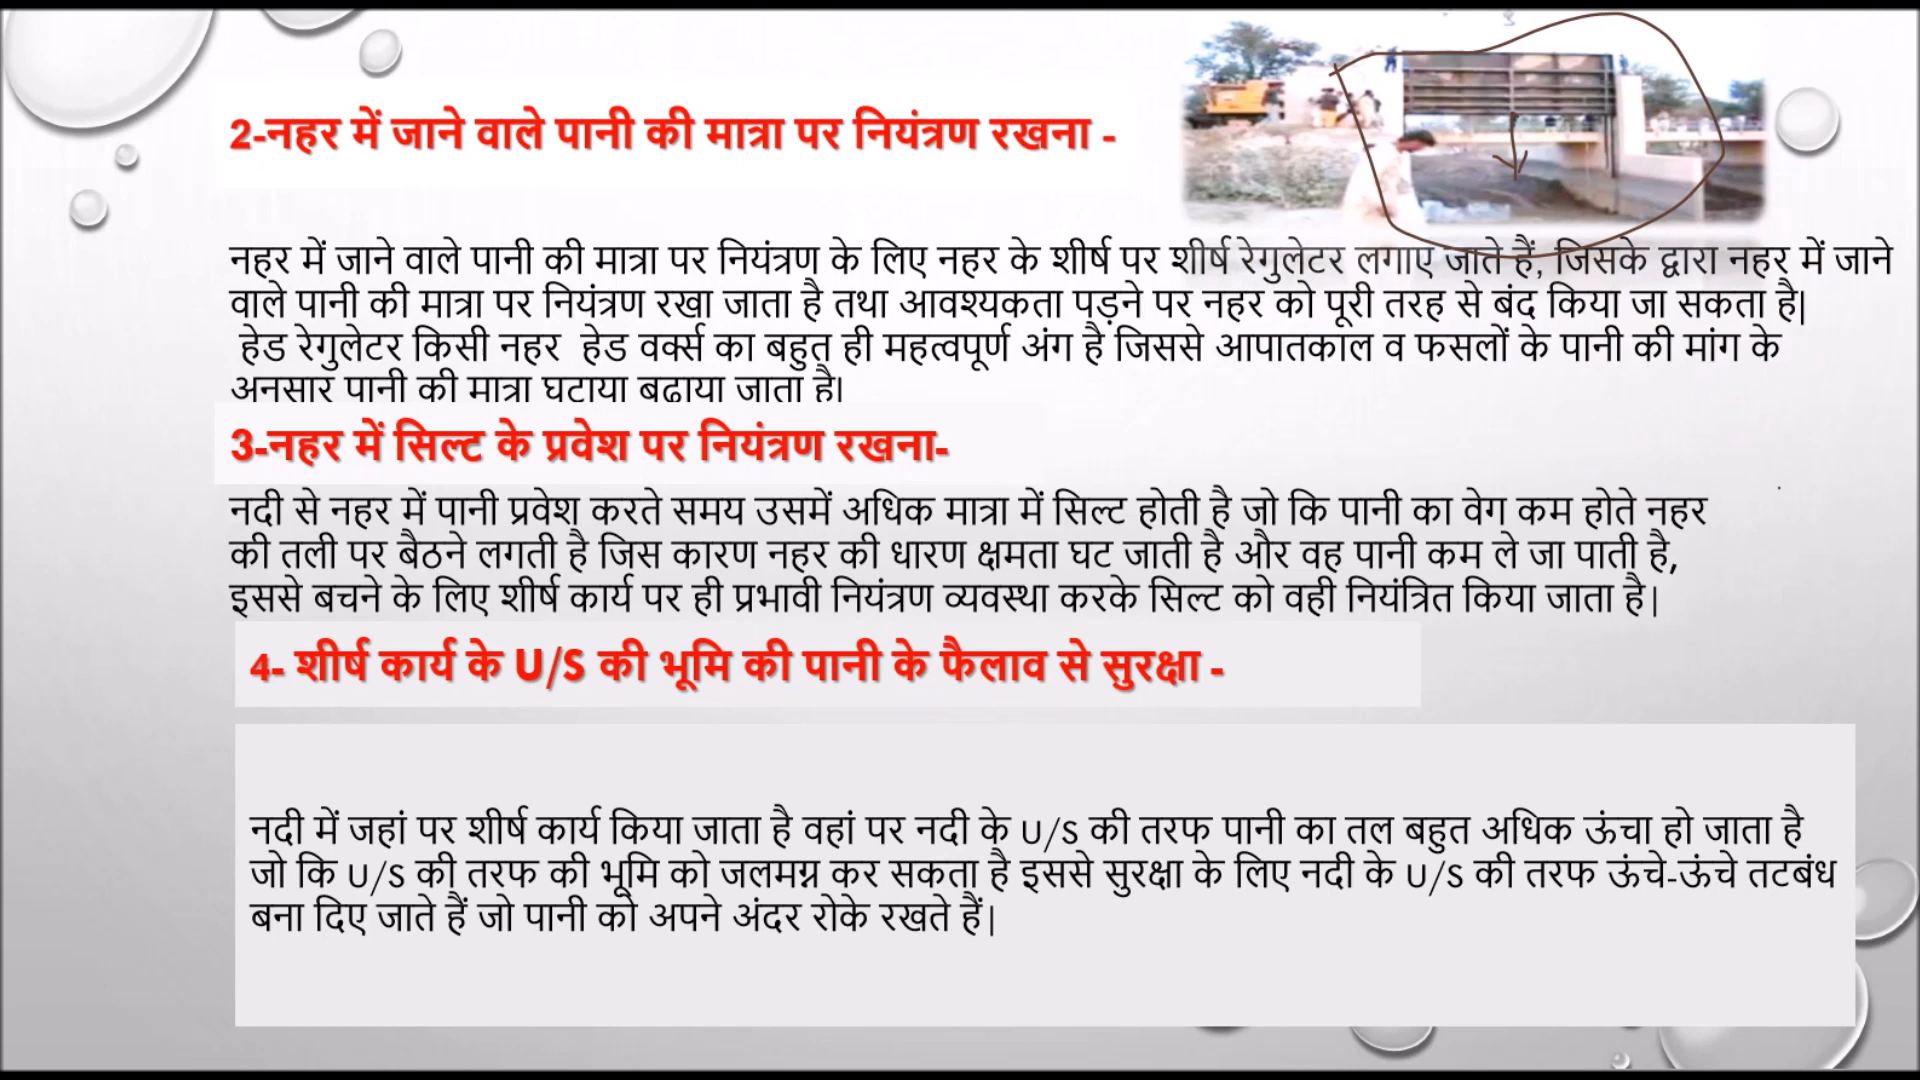 2-नहर में जाने वाले पानी की मात्रा पर नियंत्रण रखना -
नहर में जाने वाले पानी की मात्रा पर नियंत्रण के लिए नहर के शीर्ष पर शीर्ष रेगुलेटर लगाए जाते हैं, जिसके द्वारा नहर में जाने
वाले पानी की मात्रा पर नियंत्रण रखा जाता है तथा आवश्यकता पड़ने पर नहर को पूरी तरह से बंद किया जा सकता है|
हेड रेगुलेटर किसी नहर हेड वर्क्स का बहुत ही महत्वपूर्ण अंग है जिससे आपातकाल व फसलों के पानी की मांग के
अनुसार पानी की मात्रा घटाया बढ़ाया जाता है|
3-नहर में सिल्ट के प्रवेश पर नियंत्रण रखना-
नदी से नहर में पानी प्रवेश करते समय उसमें अधिक मात्रा में सिल्ट होती है जो कि पानी का वेग कम होते नहर
की तली पर बैठने लगती है जिस कारण नहर की धारण क्षमता घट जाती है और वह पानी कम ले जा पाती है,
इससे बचने के लिए शीर्ष कार्य पर ही प्रभावी नियंत्रण व्यवस्था करके सिल्ट को वही नियंत्रित किया जाता है|
4- शीर्ष कार्य के U/S की भूमि की पानी के फैलाव से सुरक्षा -
नदी में जहां पर शीर्ष कार्य किया जाता है वहां पर नदी के U/S की तरफ पानी का तल बहुत अधिक ऊंचा हो जाता है
जो कि U/S की तरफ की भूमि को जलमग्न कर सकता है इससे सुरक्षा के लिए नदी के U/S की तरफ ऊंचे-ऊंचे तटबंध
बना दिए जाते हैं जो पानी को अपने अंदर रोके रखते हैं|